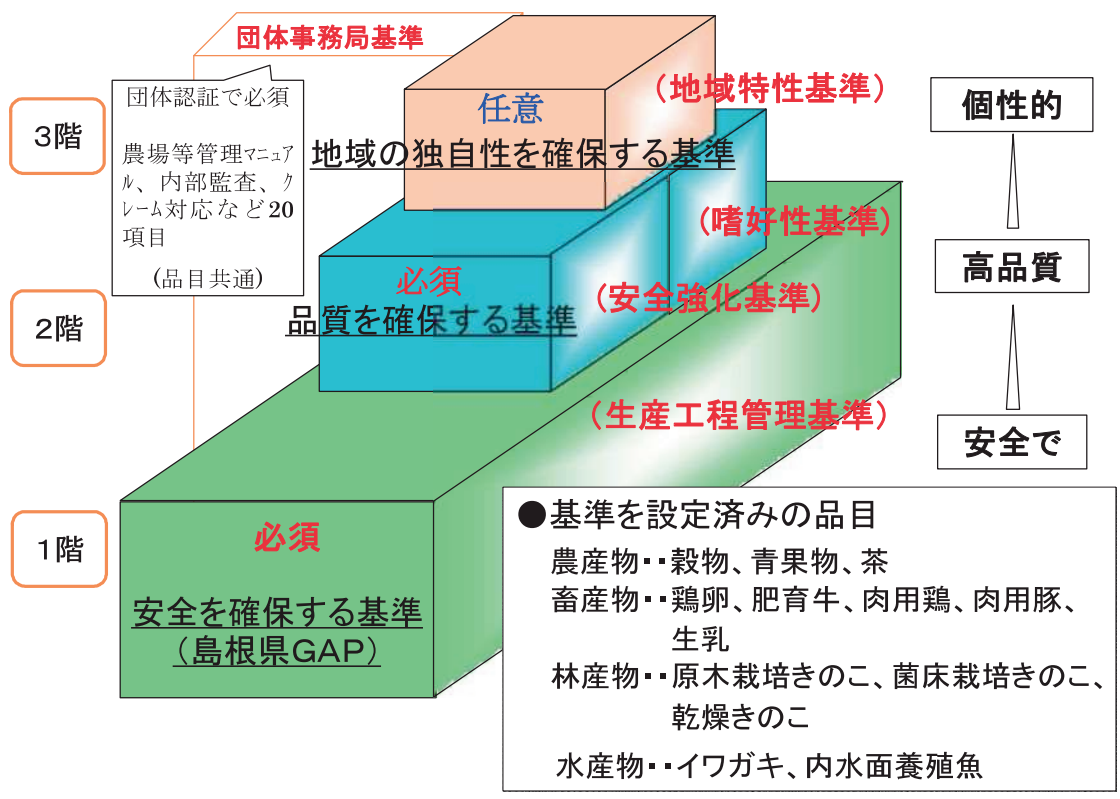 団体事務局基準
団体認証で必須
農場等管理マニュア
ル、内部監査、ク
レーム対応など20
項目
(品目共通)
3階
2階
1階
任意
地域の独自性を確保する基準
(地域特性基準)
必須
品質を確保する基準
(嗜好性基準)
(安全強化基準)
(生産工程管理基準)
必須
安全を確保する基準
(島根県GAP)
個性的
高品質
安全で
●基準を設定済みの品目
農産物・・穀物、青果物、茶
畜産物・・鶏卵、肥育牛、肉用鶏、肉用豚、
生乳
林産物・・原木栽培きのこ、菌床栽培きのこ、
乾燥きのこ
水産物・・イワガキ、内水面養殖魚